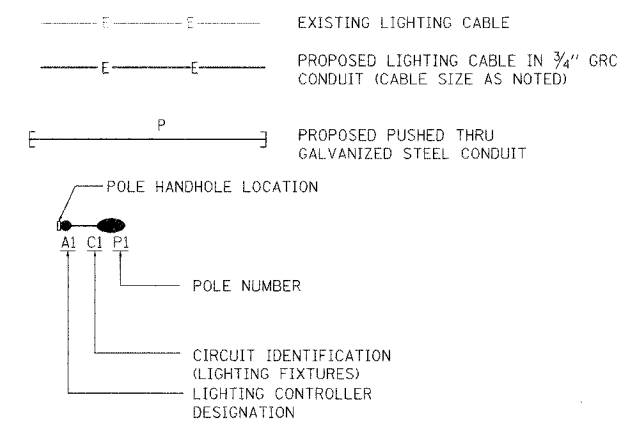 E E EXISTING LIGHTING CABLE
E E PROPOSED LIGHTING CABLE IN 3/4" GRC
CONDUIT (CABLE SIZE AS NOTED)
P
PROPOSED PUSHED THRU
GALVANIZED STEEL CONDUIT
POLE HANDHOLE LOCATION
A1 C1 P1
POLE NUMBER
CIRCUIT IDENTIFICATION
(LIGHTING FIXTURES)
LIGHTING CONTROLLER
DESIGNATION